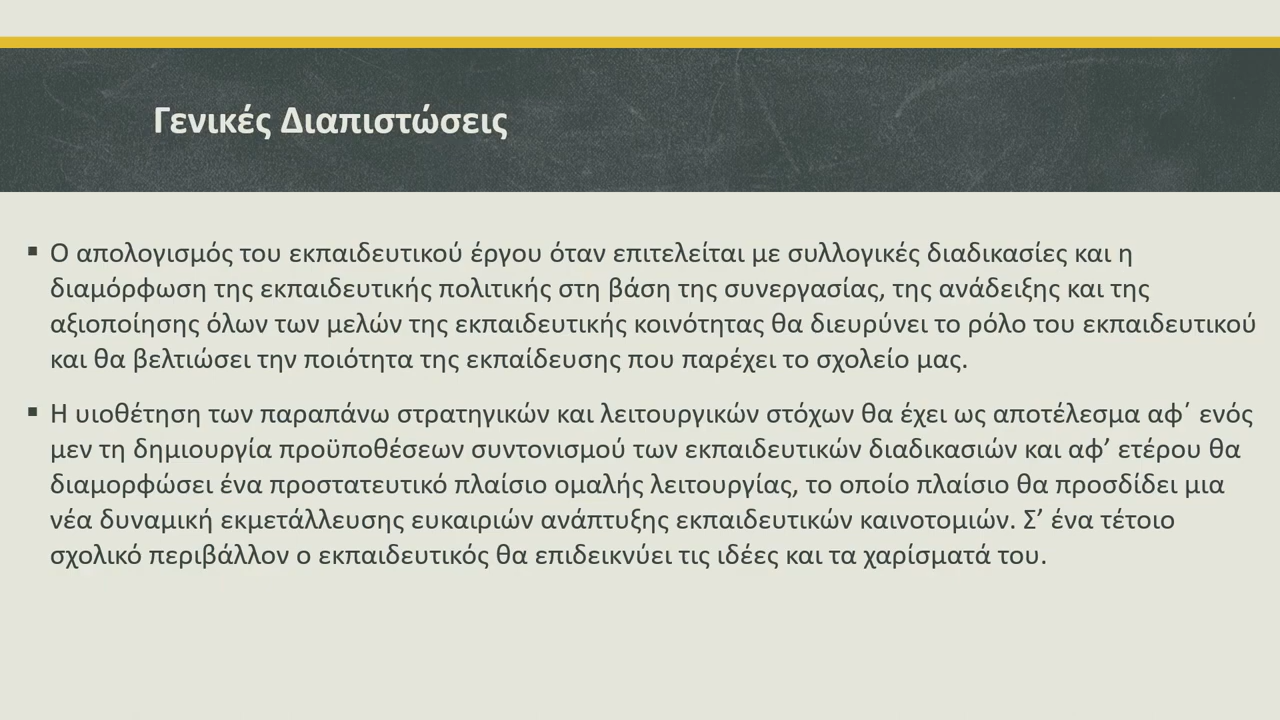 Γενικές Διαπιστώσεις
▪ Ο απολογισμός του εκπαιδευτικού έργου όταν επιτελείται με συλλογικές διαδικασίες και η
διαμόρφωση της εκπαιδευτικής πολιτικής στη βάση της συνεργασίας, της ανάδειξης και της
αξιοποίησης όλων των μελών της εκπαιδευτικής κοινότητας θα διευρύνει το ρόλο του εκπαιδευτικού
και θα βελτιώσει την ποιότητα της εκπαίδευσης που παρέχει το σχολείο μας.
▪ Η υιοθέτηση των παραπάνω στρατηγικών και λειτουργικών στόχων θα έχει ως αποτέλεσμα αφ΄ ενός
μεν τη δημιουργία προϋποθέσεων συντονισμού των εκπαιδευτικών διαδικασιών και αφ’ ετέρου θα
διαμορφώσει ένα προστατευτικό πλαίσιο ομαλής λειτουργίας, το οποίο πλαίσιο θα προσδίδει μια
νέα δυναμική εκμετάλλευσης ευκαιριών ανάπτυξης εκπαιδευτικών καινοτομιών. Σ’ ένα τέτοιο
σχολικό περιβάλλον ο εκπαιδευτικός θα επιδεικνύει τις ιδέες και τα χαρίσματά του.